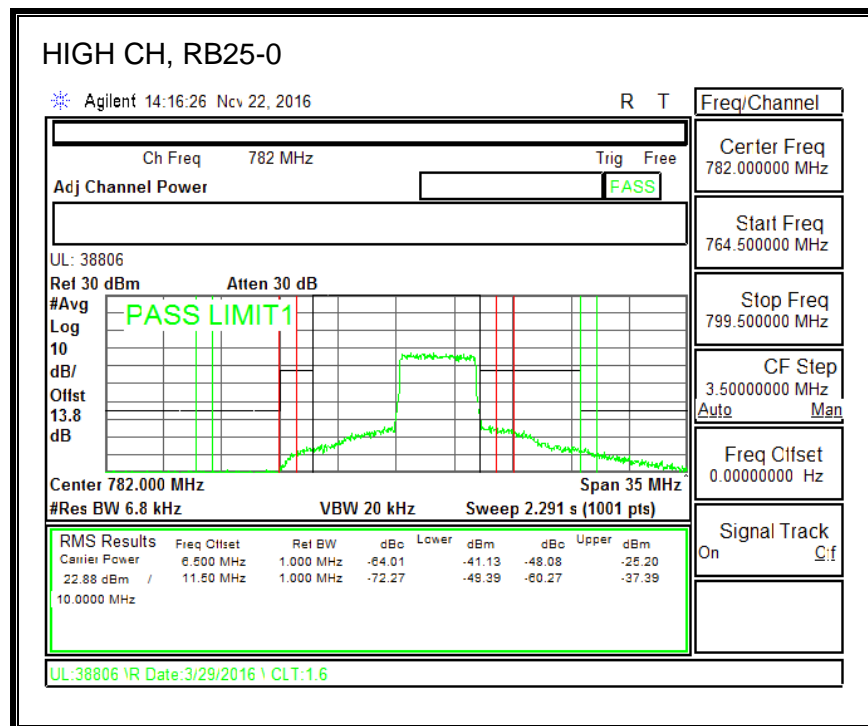 HIGH CH, RB25-0
Agilent 14:16:26 Nov 22, 2016 R T
Freq/Channel
Ch Freq 782 MHz Trig Free
Adj Channel Power PASS
Center Freq
782.000000 MHz
Start Freq
764.500000 MHz
UL: 38806
Ref 30 dBm Atten 30 dB
#Avg
Log
10
dB/
Offst
13.8
dB
PASS LIMIT1
Stop Freq
799.500000 MHz
CF Step
3.50000000 MHz
Auto Man
Freq Offset
0.00000000 Hz
Center 782.000 MHz Span 35 MHz
#Res BW 6.8 kHz VBW 20 kHz Sweep 2.291 s (1001 pts)
Signal Track
On Off
RMS Results Freq Offset Ref BW dBc Lower dBm dBc Upper dBm
Carrier Power 6.500 MHz 1.000 MHz -64.01 -41.13 -48.08 -25.20
22.88 dBm / 11.50 MHz 1.000 MHz -72.27 -49.39 -60.27 -37.39
10.0000 MHz
UL:38806 \R Date:3/29/2016 \ CLT:1.6